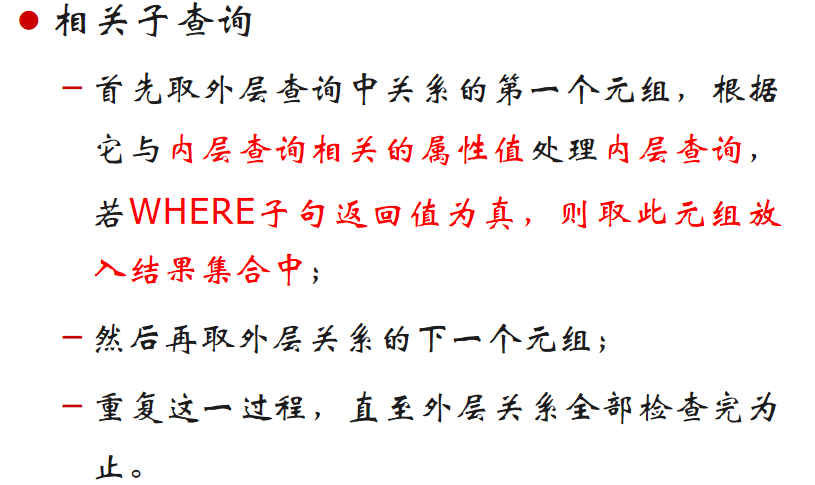 ● 相关子查询
– 首先取外层查询中关系的第一个元组，根据
它与内层查询相关的属性值处理内层查询，
若WHERE子句返回值为真，则取此元组放
入结果集合中；
– 然后再取外层关系的下一个元组；
– 重复这一过程，直至外层关系全部检查完为
止。